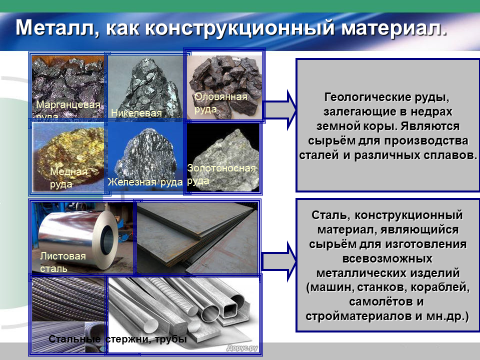 Металл, как конструкционный материал.
Марганцевая
руда
Никелевая
Оловянная
руда
Медная
руда
Железная руда
Золотоносная
руда
Геологические руды,
залегающие в недрах
земной коры. Являются
сырьём для производства
сталей и различных сплавов.
Листовая
сталь
Стальные стержни, трубы
Сталь, конструкционный
материал, являющийся
сырьём для изготовления
всевозможных
металлических изделий
(машин, станков, кораблей,
самолётов и
стройматериалов и мн.др.)